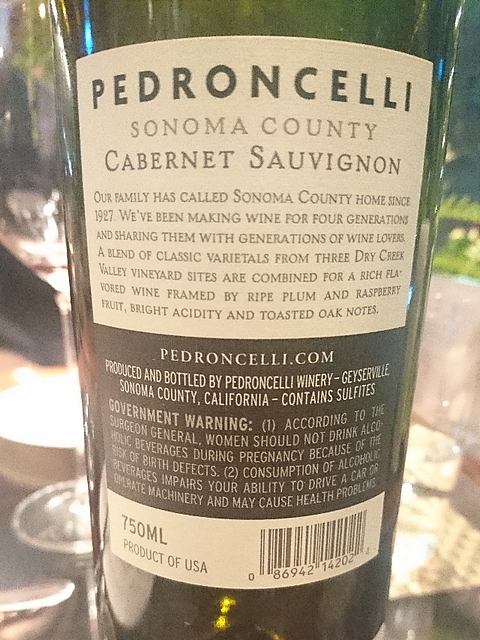 PEDRONCELLI
SONOMA COUNTY
CABERNET SAUVIGNON
OUR FAMILY HAS CALLED SONOMA COUNTY HOME SINCE
1927. WE'VE BEEN MAKING WINE FOR FOUR GENERATIONS
AND SHARING THEM WITH GENERATIONS OF WINE LOVERS.
A BLEND OF CLASSIC VARIETALS FROM THREE DRY CREEK
VALLEY VINEYARD SITES ARE COMBINED FOR A RICH FLA-
VORED WINE FRAMED BY RIPE PLUM AND RASPBERRY
FRUIT, BRIGHT ACIDITY AND TOASTED OAK NOTES.
PEDRONCELLI.COM
PRODUCED AND BOTTLED BY PEDRONCELLI WINERY – GEYSERVILLE,
SONOMA COUNTY, CALIFORNIA – CONTAINS SULFITES
GOVERNMENT WARNING: (1) ACCORDING TO THE
SURGEON GENERAL, WOMEN SHOULD NOT DRINK ALCO-
HOLIC BEVERAGES DURING PREGNANCY BECAUSE OF THE
RISK OF BIRTH DEFECTS. (2) CONSUMPTION OF ALCOHOLIC
BEVERAGES IMPAIRS YOUR ABILITY TO DRIVE A CAR OR
OPERATE MACHINERY AND MAY CAUSE HEALTH PROBLEMS.
750ML
PRODUCT OF USA
0 86942 14202 4